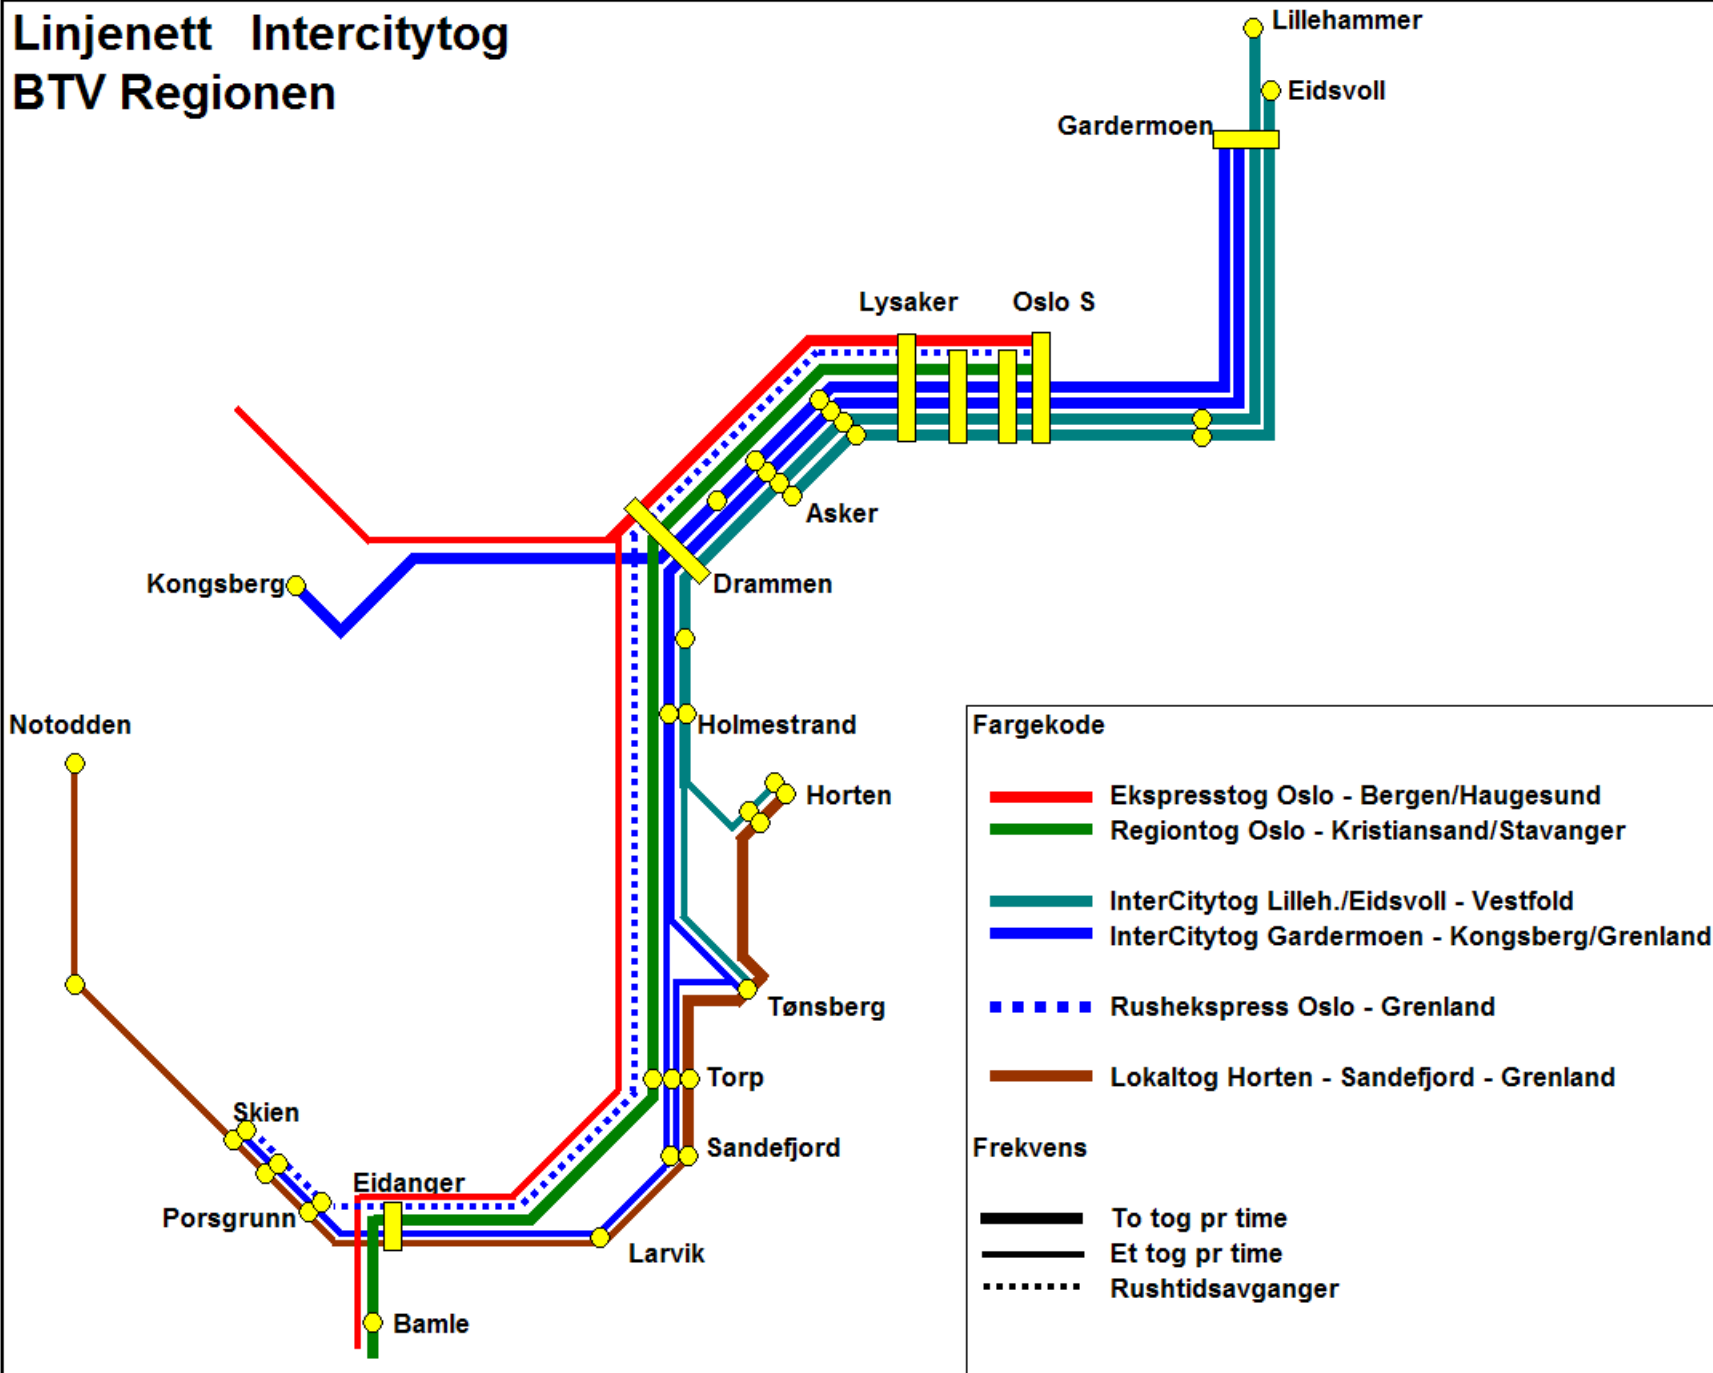 Linjenett Intercitytog
BTV Regionen
Lillehammer
Eidsvoll
Gardermoen
Lysaker
Oslo S
Asker
Kongsberg
Drammen
Notodden
Holmestrand
Horten
Tønsberg
Torp
Skien
Sandefjord
Eidanger
Porsgrunn
Larvik
Bamle
Fargekode
Ekspresstog Oslo - Bergen/Haugesund
Regiontog Oslo - Kristiansand/Stavanger
InterCitytog Lilleh./Eidsvoll - Vestfold
InterCitytog Gardermoen - Kongsberg/Grenland
Rushekspress Oslo - Grenland
Lokaltog Horten - Sandefjord - Grenland
Frekvens
To tog pr time
Et tog pr time
Rushtidsavganger